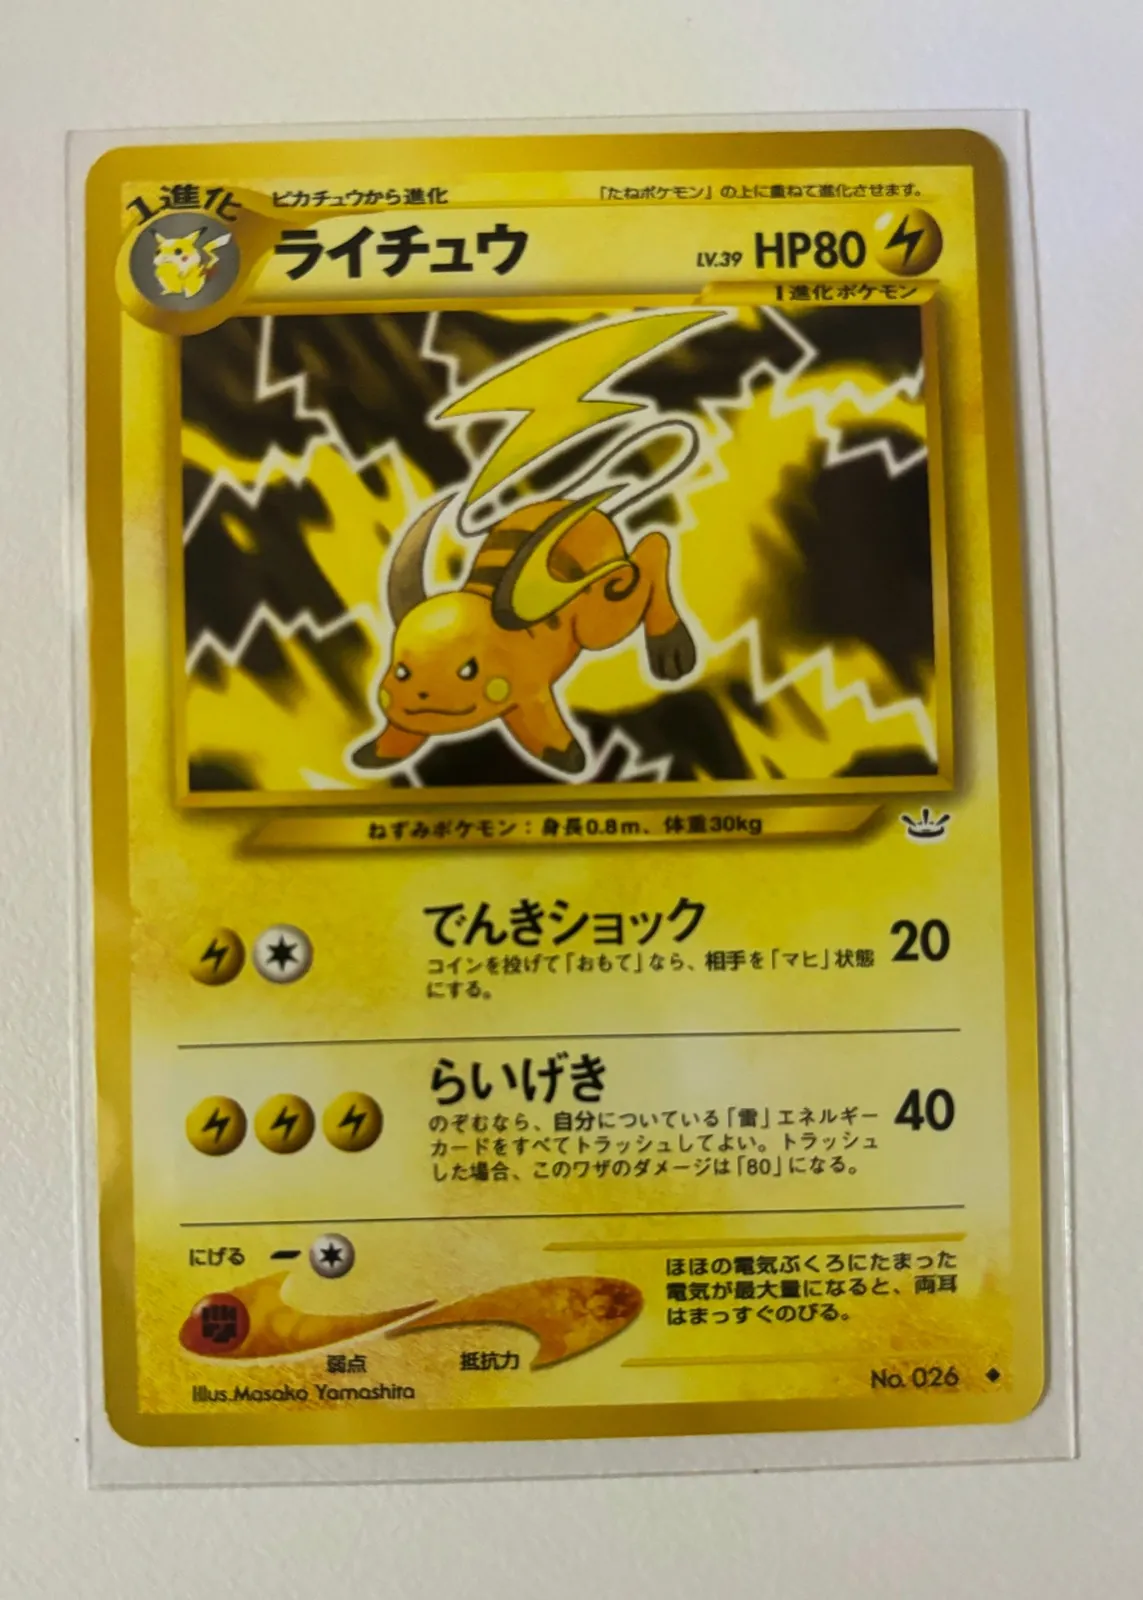 1進化
ピカチュウから進化
「たねポケモン」の上に重ねて進化させます。
ライチュウ
LV.39 HP80
1進化ポケモン
ねずみポケモン:身長0.8m、体重30kg
でんきショック 20
コインを投げて「おもて」なら、相手を「マヒ」状態
にする。
らいげき 40
のぞむなら、自分についている「雷」エネルギー
カードをすべてトラッシュしてよい。トラッシュ
した場合、このワザのダメージは「80」になる。
にげる
ほほの電気ぶくろにたまった
電気が最大量になると、両耳
はまっすぐのびる。
弱点
抵抗力
Illus.Masako Yamashita
No. 026